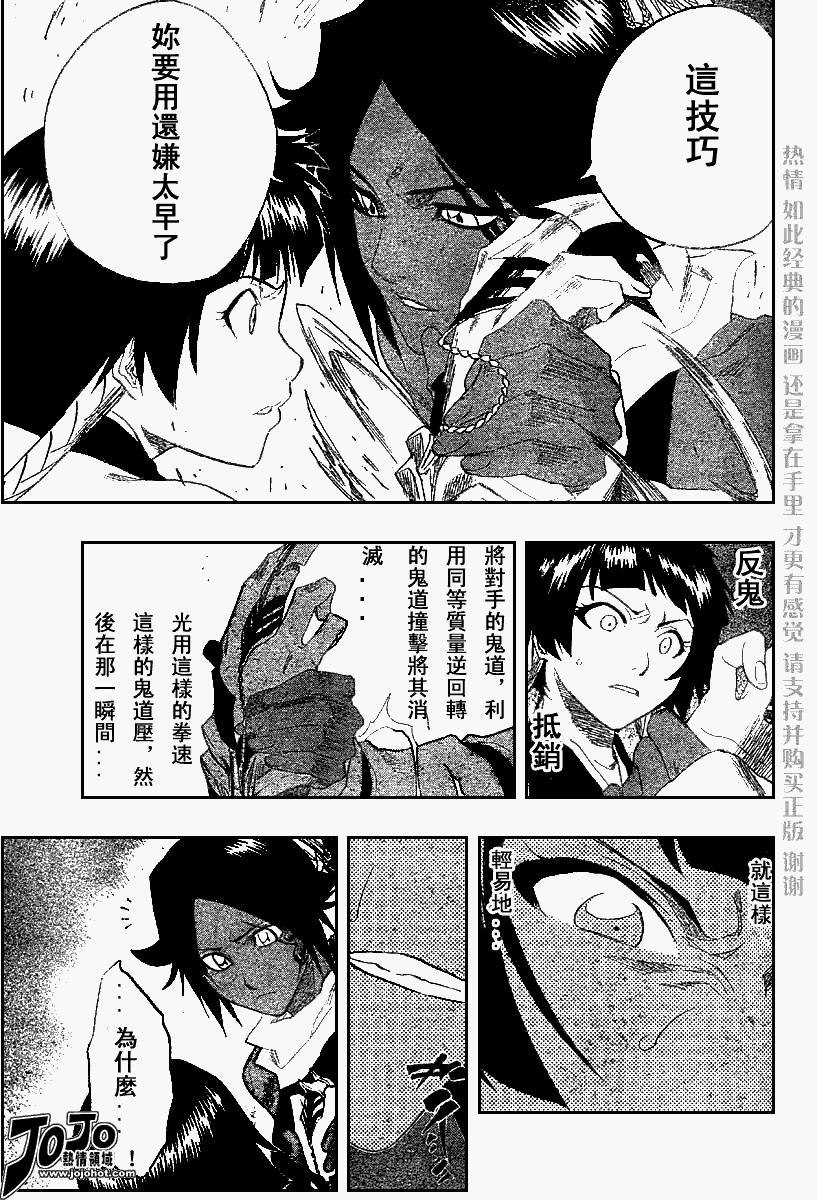 這技巧
妳要用還嫌太早了
反鬼
抵銷
將對手的鬼道，利
用同等質量逆回轉
的鬼道撞擊將其消
滅...
光用這樣的拳速
這樣的鬼道壓，然
後在那一瞬間...
就這樣
輕易地...
...為什麼...！
热情 如此经典的漫画 还是拿在手里 才更有感觉 请支持并购买正版 谢谢
JOJO
熱情領域
www.jojohot.com